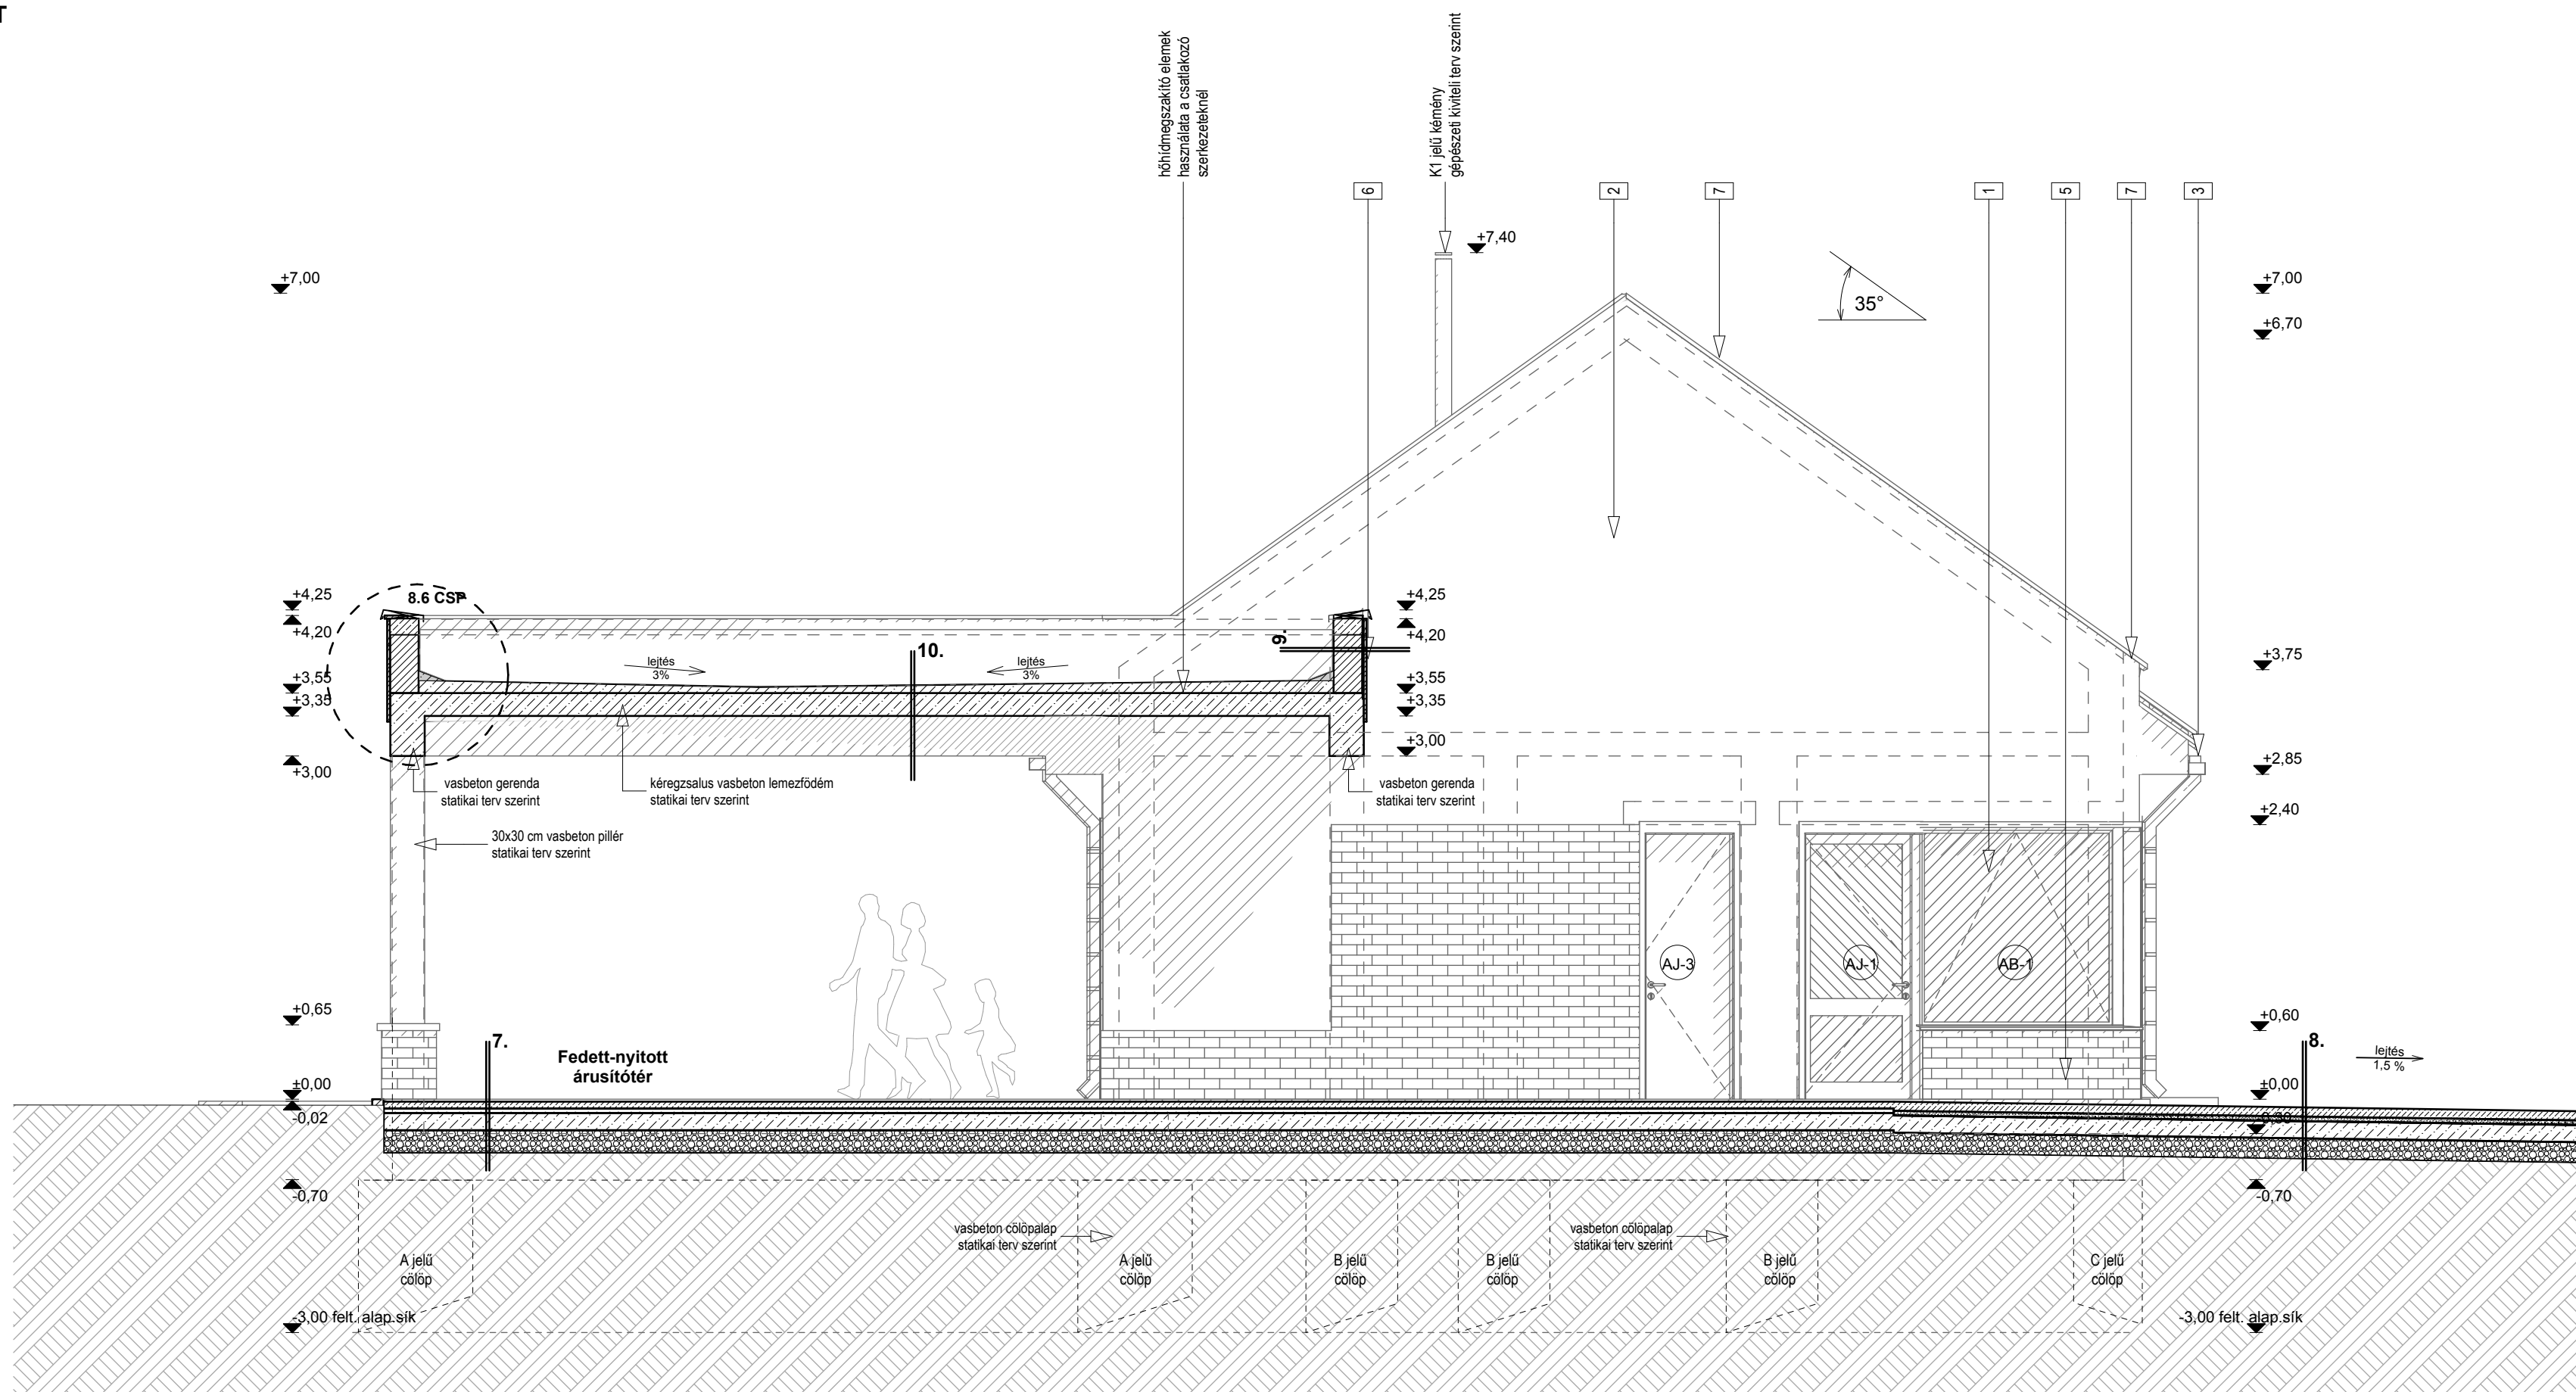 T
hőhídmegszakító elemek
használata a csatlakozó
szerkezeteknél
K1 jelű kémény
gépészeti kiviteli terv szerint
6
2
7
1
5
7
3
+7,40
+7,00
35°
+7,00
+6,70
+4,25
8.6 CSP
+4,20
+3,55
+3,35
+3,00
lejtés
3%
10.
lejtés
3%
9.
+4,25
+4,20
+3,55
+3,35
+3,00
+3,75
+2,85
+2,40
vasbeton gerenda
statikai terv szerint
kéregzsalus vasbeton lemezfödém
statikai terv szerint
vasbeton gerenda
statikai terv szerint
30x30 cm vasbeton pillér
statikai terv szerint
AJ-3
AJ-1
AB-1
+0,65
7.
Fedett-nyitott
árusítótér
±0,00
-0,02
+0,60
8.
lejtés
1,5 %
±0,00
-0,30
-0,70
-0,70
vasbeton cölöpalap
statikai terv szerint
vasbeton cölöpalap
statikai terv szerint
A jelű
cölöp
A jelű
cölöp
B jelű
cölöp
B jelű
cölöp
B jelű
cölöp
C jelű
cölöp
-3,00 felt. alap.sík
-3,00 felt. alap.sík